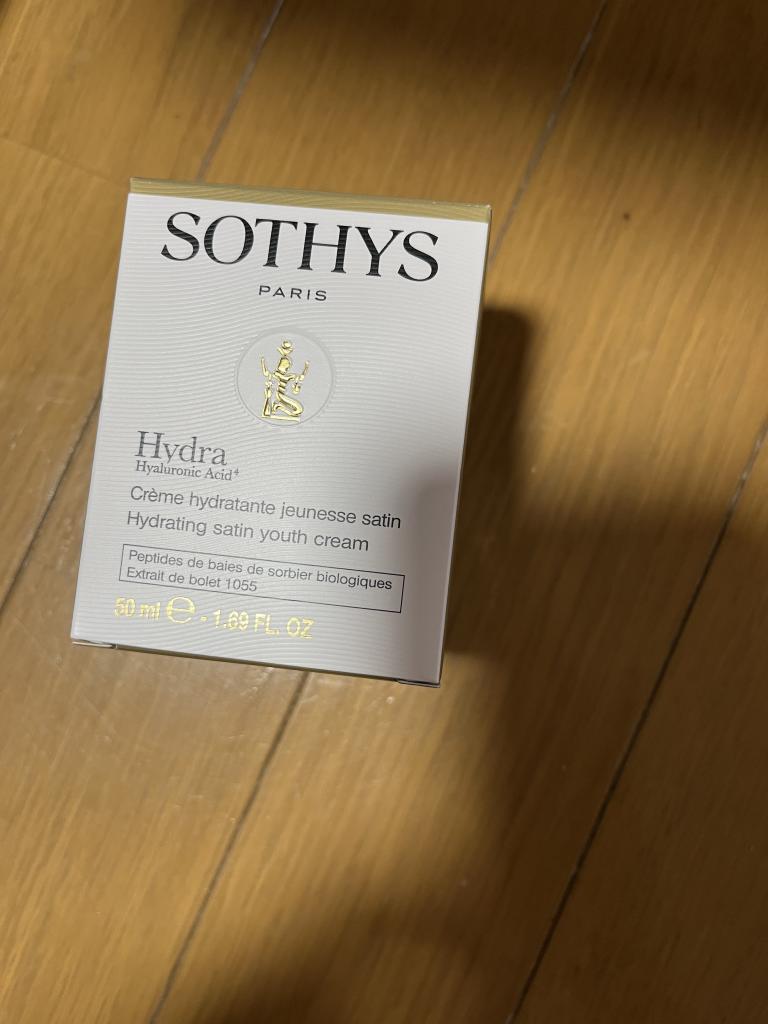 SOTHYS
PARIS
Hydra
Hyaluronic Acid⁴
Crème hydratante jeunesse satin
Hydrating satin youth cream
Peptides de baies de sorbier biologiques
Extrait de bolet 1055
50 ml ℮ - 1.69 FL. OZ